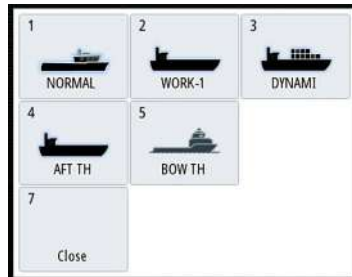 1
NORMAL
2
WORK-1
3
DYNAMI
4
AFT TH
5
BOW TH
7
Close